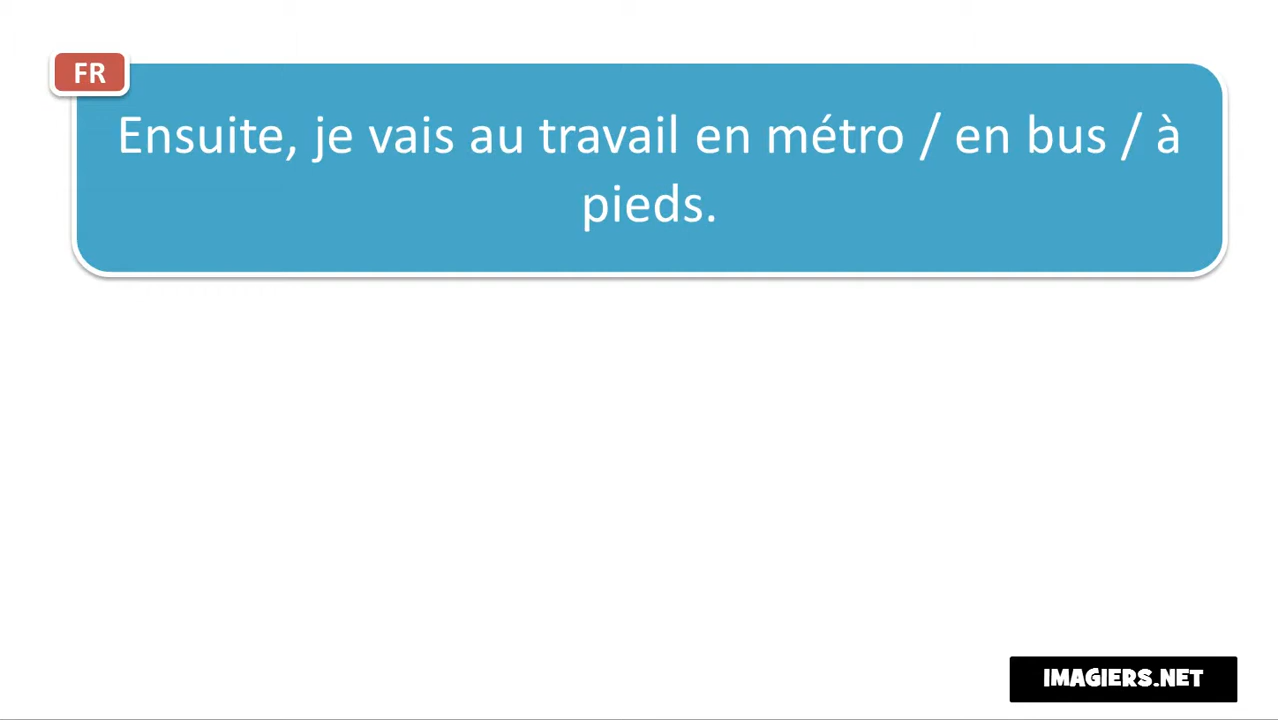 FR
Ensuite, je vais au travail en métro / en bus / à
pieds.
IMAGIERS.NET